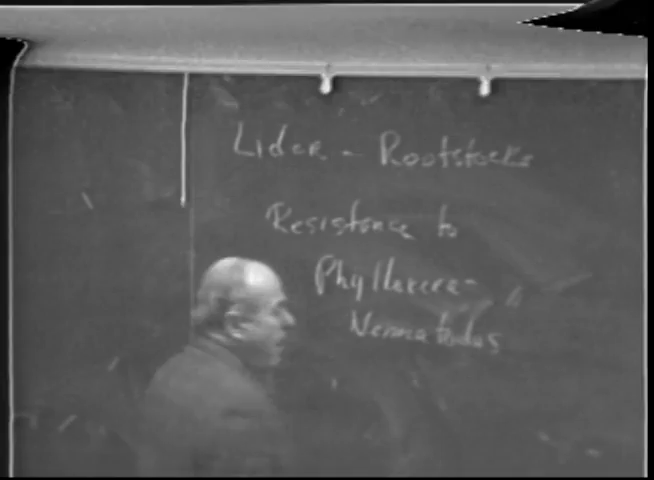 Lider - Rootstocks
Resistance to
Phylloxera-
Nematodes